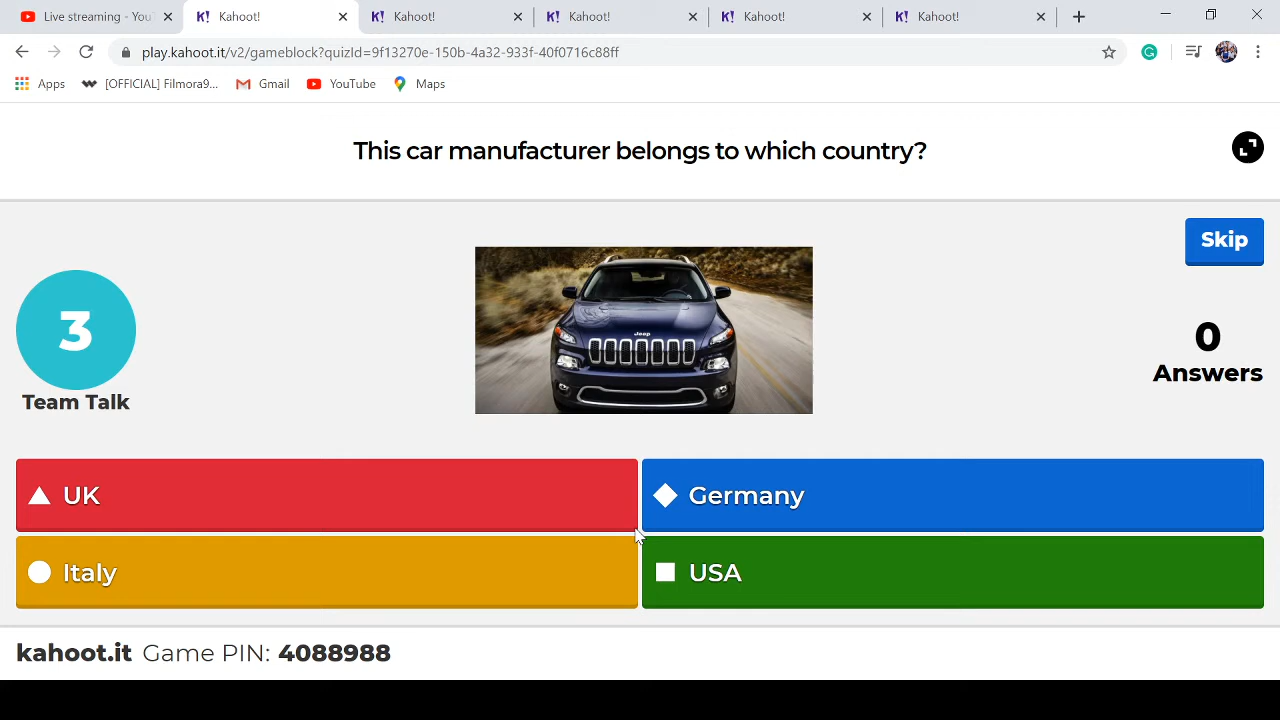 Live streaming - You
Kahoot!
Kahoot!
Kahoot!
Kahoot!
Kahoot!
play.kahoot.it/v2/gameblock?quizId=9f13270e-150b-4a32-933f-40f0716c88ff
Apps
[OFFICIAL] Filmora9...
Gmail
YouTube
Maps
This car manufacturer belongs to which country?
Skip
3
Team Talk
Jeep
0
Answers
UK
Germany
Italy
USA
kahoot.it Game PIN: 4088988